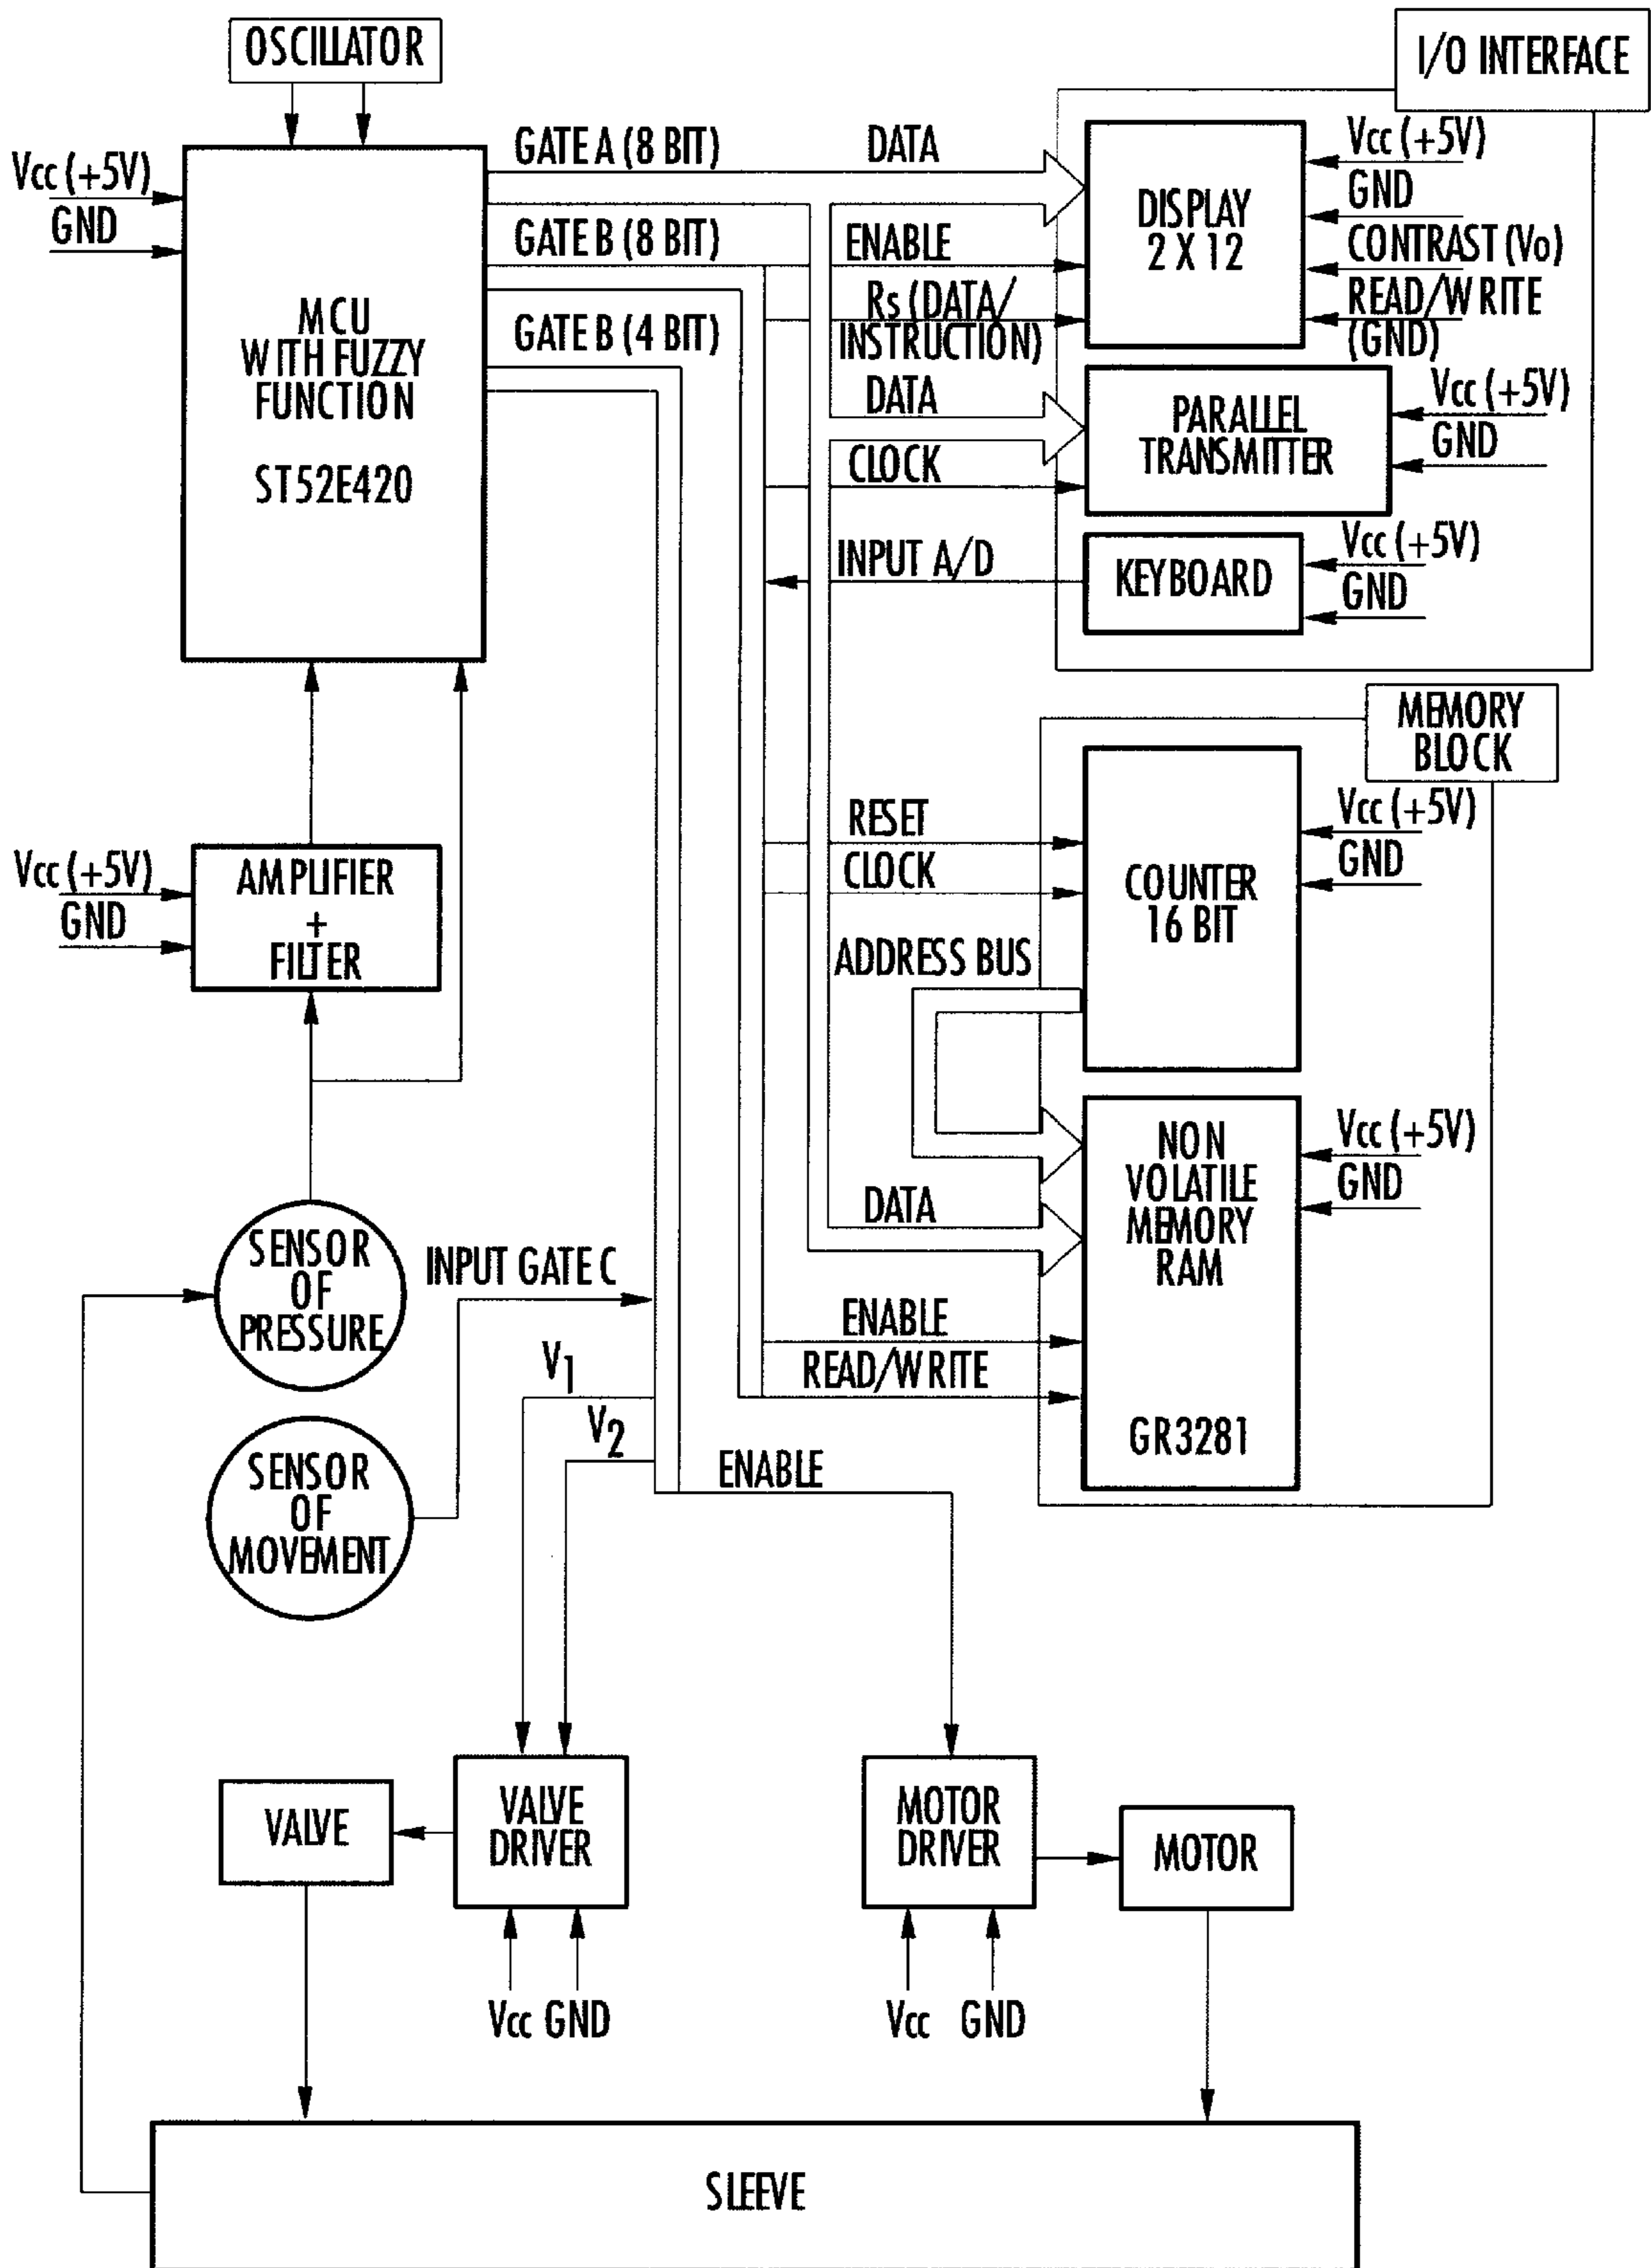 OSCILLATOR
I/O INTERFACE
Vcc (+5V)
GND
MCU
WITH FUZZY
FUNCTION
ST52E420
GATE A (8 BIT)
DATA
GATE B (8 BIT)
ENABLE
Rs (DATA/
INSTRUCTION)
GATE B (4 BIT)
DISPLAY
2 X 12
Vcc (+5V)
GND
CONTRAST (Vo)
READ/WRITE
(GND)
DATA
CLOCK
PARALLEL
TRANSMITTER
Vcc (+5V)
GND
INPUT A/D
KEYBOARD
Vcc (+5V)
GND
MEMORY
BLOCK
RESET
CLOCK
COUNTER
16 BIT
Vcc (+5V)
GND
Vcc (+5V)
GND
AMPLIFIER
+
FILTER
ADDRESS BUS
NON
VOLATILE
MEMORY
RAM
GR3281
Vcc (+5V)
GND
DATA
ENABLE
READ/WRITE
SENSOR
OF
PRESSURE
INPUT GATE C
V1
V2
ENABLE
SENSOR
OF
MOVEMENT
VALVE
VALVE
DRIVER
MOTOR
DRIVER
MOTOR
Vcc GND
Vcc GND
SLEEVE